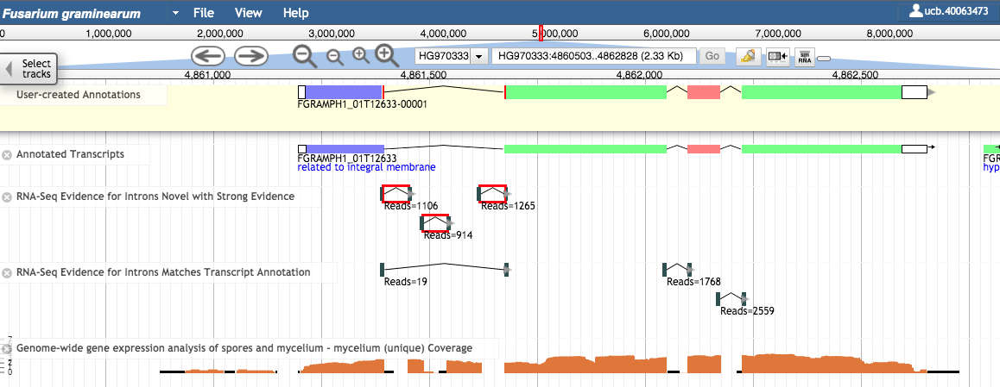 Fusarium graminearum File View Help ucb.40063473
0 1,000,000 2,000,000 3,000,000 4,000,000 5,000,000 6,000,000 7,000,000 8,000,000
Select
tracks
HG970333 HG970333:4860503..4862828 (2.33 Kb) Go RNA
4,861,000 4,861,500 4,862,000 4,862,500
User-created Annotations
FGRAMPH1_01T12633-00001
Annotated Transcripts
FGRAMPH1_01T12633 FGR
related to integral membrane hyp
RNA-Seq Evidence for Introns Novel with Strong Evidence
Reads=1106 Reads=1265
Reads=914
RNA-Seq Evidence for Introns Matches Transcript Annotation
Reads=19 Reads=1768
Reads=2559
Genome-wide gene expression analysis of spores and mycelium - mycelium (unique) Coverage
0